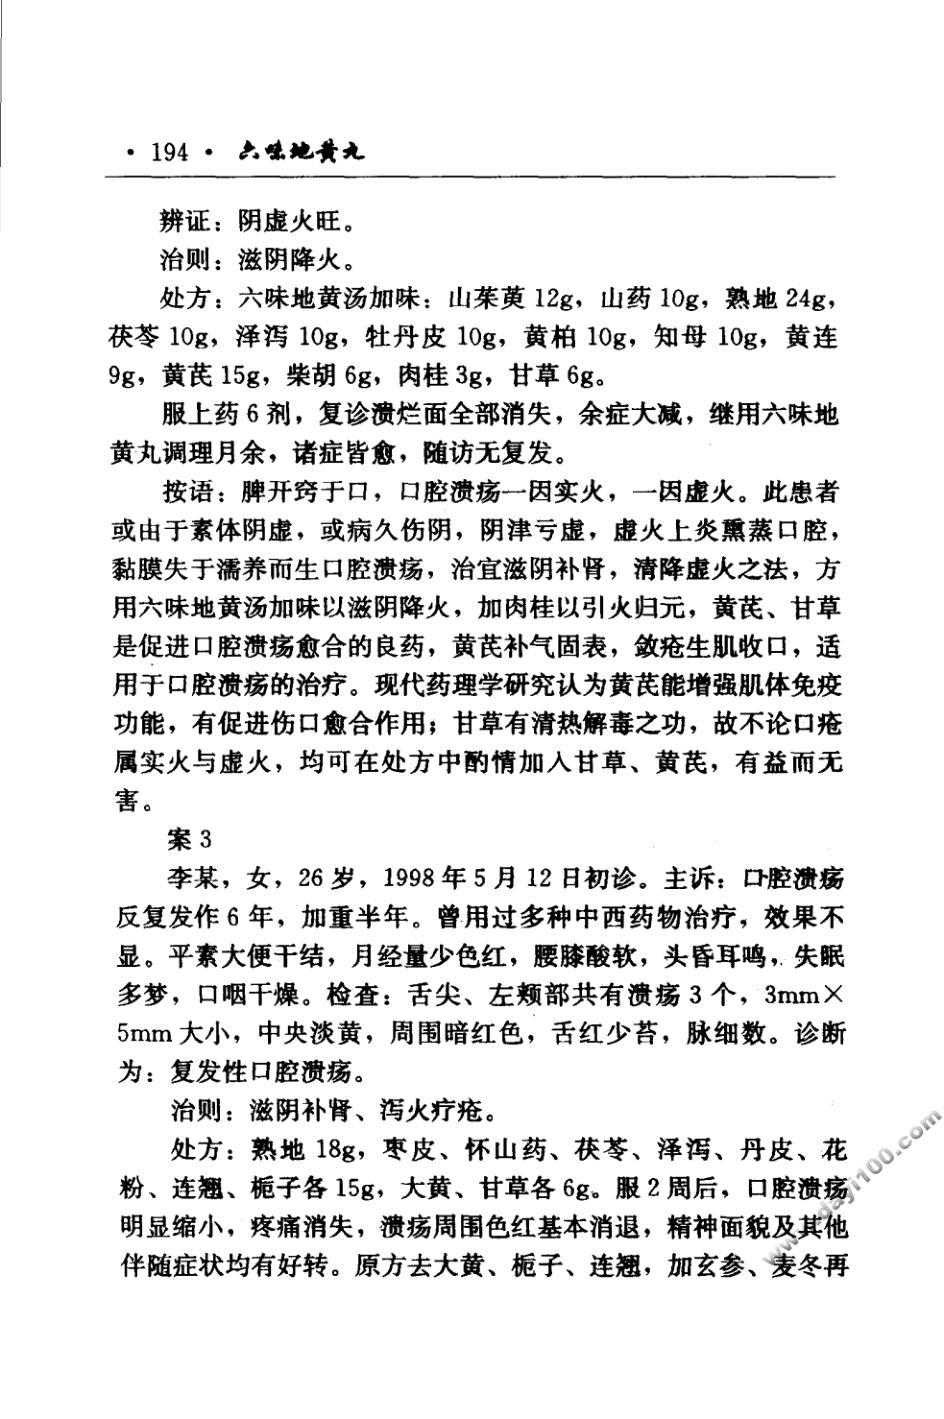 · 194 · 六味地黄丸
辨证：阴虚火旺。
治则：滋阴降火。
处方：六味地黄汤加味：山茱萸 12g，山药 10g，熟地 24g，
茯苓 10g，泽泻 10g，牡丹皮 10g，黄柏 10g，知母 10g，黄连
9g，黄芪 15g，柴胡 6g，肉桂 3g，甘草 6g。
服上药 6 剂，复诊溃烂面全部消失，余症大减，继用六味地
黄丸调理月余，诸症皆愈，随访无复发。
按语：脾开窍于口，口腔溃疡一因实火，一因虚火。此患者
或由于素体阴虚，或病久伤阴，阴津亏虚，虚火上炎熏蒸口腔，
黏膜失于濡养而生口腔溃疡，治宜滋阴补肾，清降虚火之法，方
用六味地黄汤加味以滋阴降火，加肉桂以引火归元，黄芪、甘草
是促进口腔溃疡愈合的良药，黄芪补气固表，敛疮生肌收口，适
用于口腔溃疡的治疗。现代药理学研究认为黄芪能增强肌体免疫
功能，有促进伤口愈合作用；甘草有清热解毒之功，故不论口疮
属实火与虚火，均可在处方中酌情加入甘草、黄芪，有益而无
害。
案 3
李某，女，26 岁，1998 年 5 月 12 日初诊。主诉：口腔溃疡
反复发作 6 年，加重半年。曾用过多种中西药物治疗，效果不
显。平素大便干结，月经量少色红，腰膝酸软，头昏耳鸣，失眠
多梦，口咽干燥。检查：舌尖、左颊部共有溃疡 3 个，3mm×
5mm 大小，中央淡黄，周围暗红色，舌红少苔，脉细数。诊断
为：复发性口腔溃疡。
治则：滋阴补肾、泻火疗疮。
处方：熟地 18g，枣皮、怀山药、茯苓、泽泻、丹皮、花
粉、连翘、栀子各 15g，大黄、甘草各 6g。服 2 周后，口腔溃疡
明显缩小，疼痛消失，溃疡周围色红基本消退，精神面貌及其他
伴随症状均有好转。原方去大黄、栀子、连翘，加玄参、麦冬再
www.dayi100.com